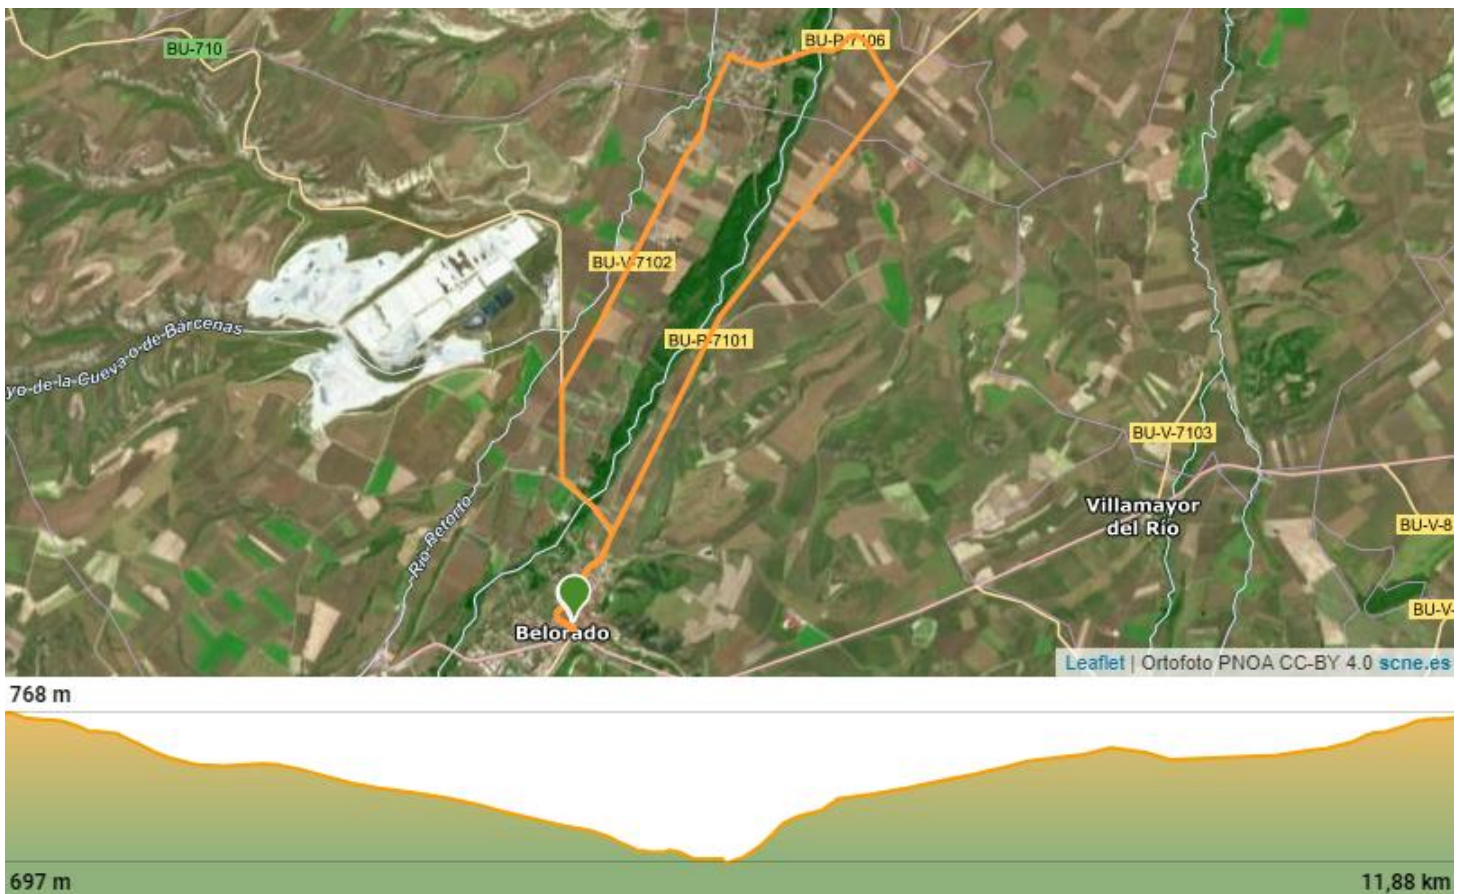 BU-710
BU-P-7106
BU-V-7102
yo-de-la-Cueva-o-de-Bárcenas
BU-P-7101
BU-V-7103
Villamayor
del Río
Río-Retorto
BU-V-8
BU-V-
Belorado
Leaflet | Ortofoto PNOA CC-BY 4.0 scne.es
768 m
697 m
11,88 km